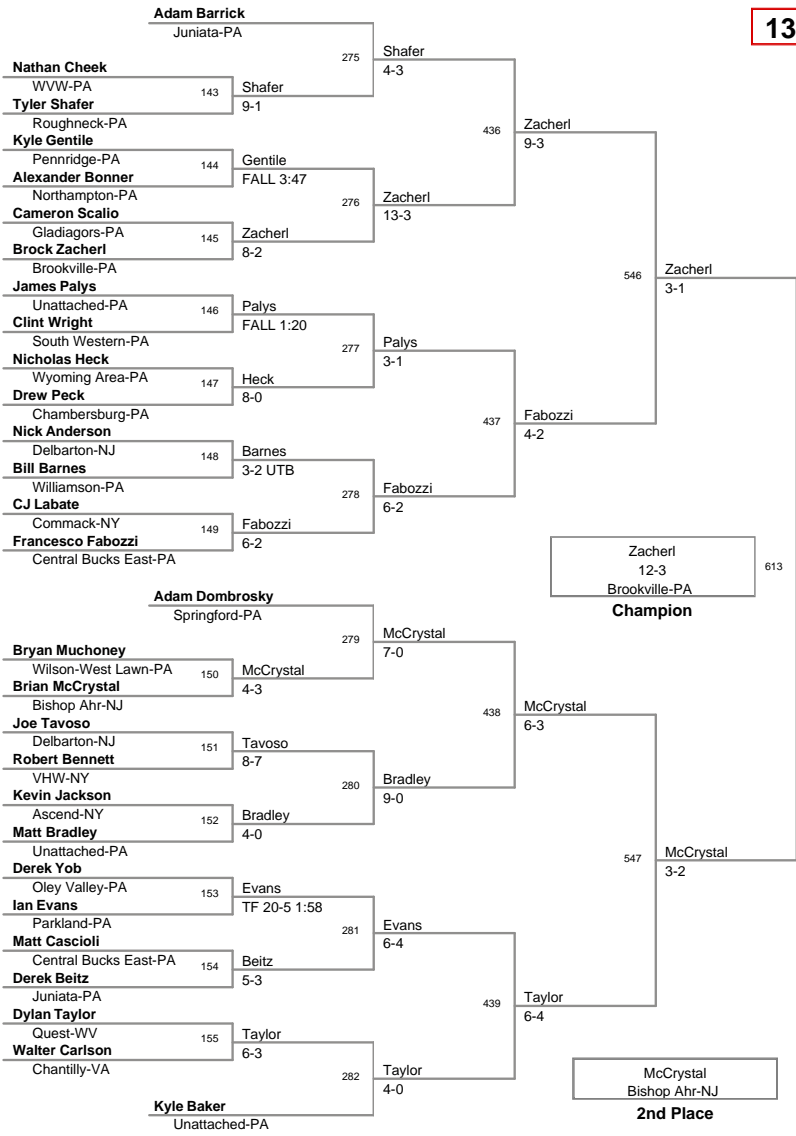 Adam Barrick
13
Juniata-PA
275
Shafer
4-3
Nathan Cheek
WVW-PA
143
Shafer
9-1
Tyler Shafer
Roughneck-PA
436
Zacherl
9-3
Kyle Gentile
Pennridge-PA
144
Gentile
FALL 3:47
Alexander Bonner
Northampton-PA
276
Zacherl
13-3
Cameron Scalio
Gladiagors-PA
145
Zacherl
8-2
Brock Zacherl
Brookville-PA
546
Zacherl
3-1
James Palys
Unattached-PA
146
Palys
FALL 1:20
Clint Wright
South Western-PA
277
Palys
3-1
Nicholas Heck
Wyoming Area-PA
147
Heck
8-0
Drew Peck
Chambersburg-PA
437
Fabozzi
4-2
Nick Anderson
Delbarton-NJ
148
Barnes
3-2 UTB
Bill Barnes
Williamson-PA
278
Fabozzi
6-2
CJ Labate
Commack-NY
149
Fabozzi
6-2
Francesco Fabozzi
Central Bucks East-PA
Zacherl
12-3
Brookville-PA
613
Champion
Adam Dombrosky
Springford-PA
279
McCrystal
7-0
Bryan Muchoney
Wilson-West Lawn-PA
150
McCrystal
4-3
Brian McCrystal
Bishop Ahr-NJ
438
McCrystal
6-3
Joe Tavoso
Delbarton-NJ
151
Tavoso
8-7
Robert Bennett
VHW-NY
280
Bradley
9-0
Kevin Jackson
Ascend-NY
152
Bradley
4-0
Matt Bradley
Unattached-PA
547
McCrystal
3-2
Derek Yob
Oley Valley-PA
153
Evans
TF 20-5 1:58
Ian Evans
Parkland-PA
281
Evans
6-4
Matt Cascioli
Central Bucks East-PA
154
Beitz
5-3
Derek Beitz
Juniata-PA
439
Taylor
6-4
Dylan Taylor
Quest-WV
155
Taylor
6-3
Walter Carlson
Chantilly-VA
282
Taylor
4-0
Kyle Baker
Unattached-PA
McCrystal
Bishop Ahr-NJ
2nd Place